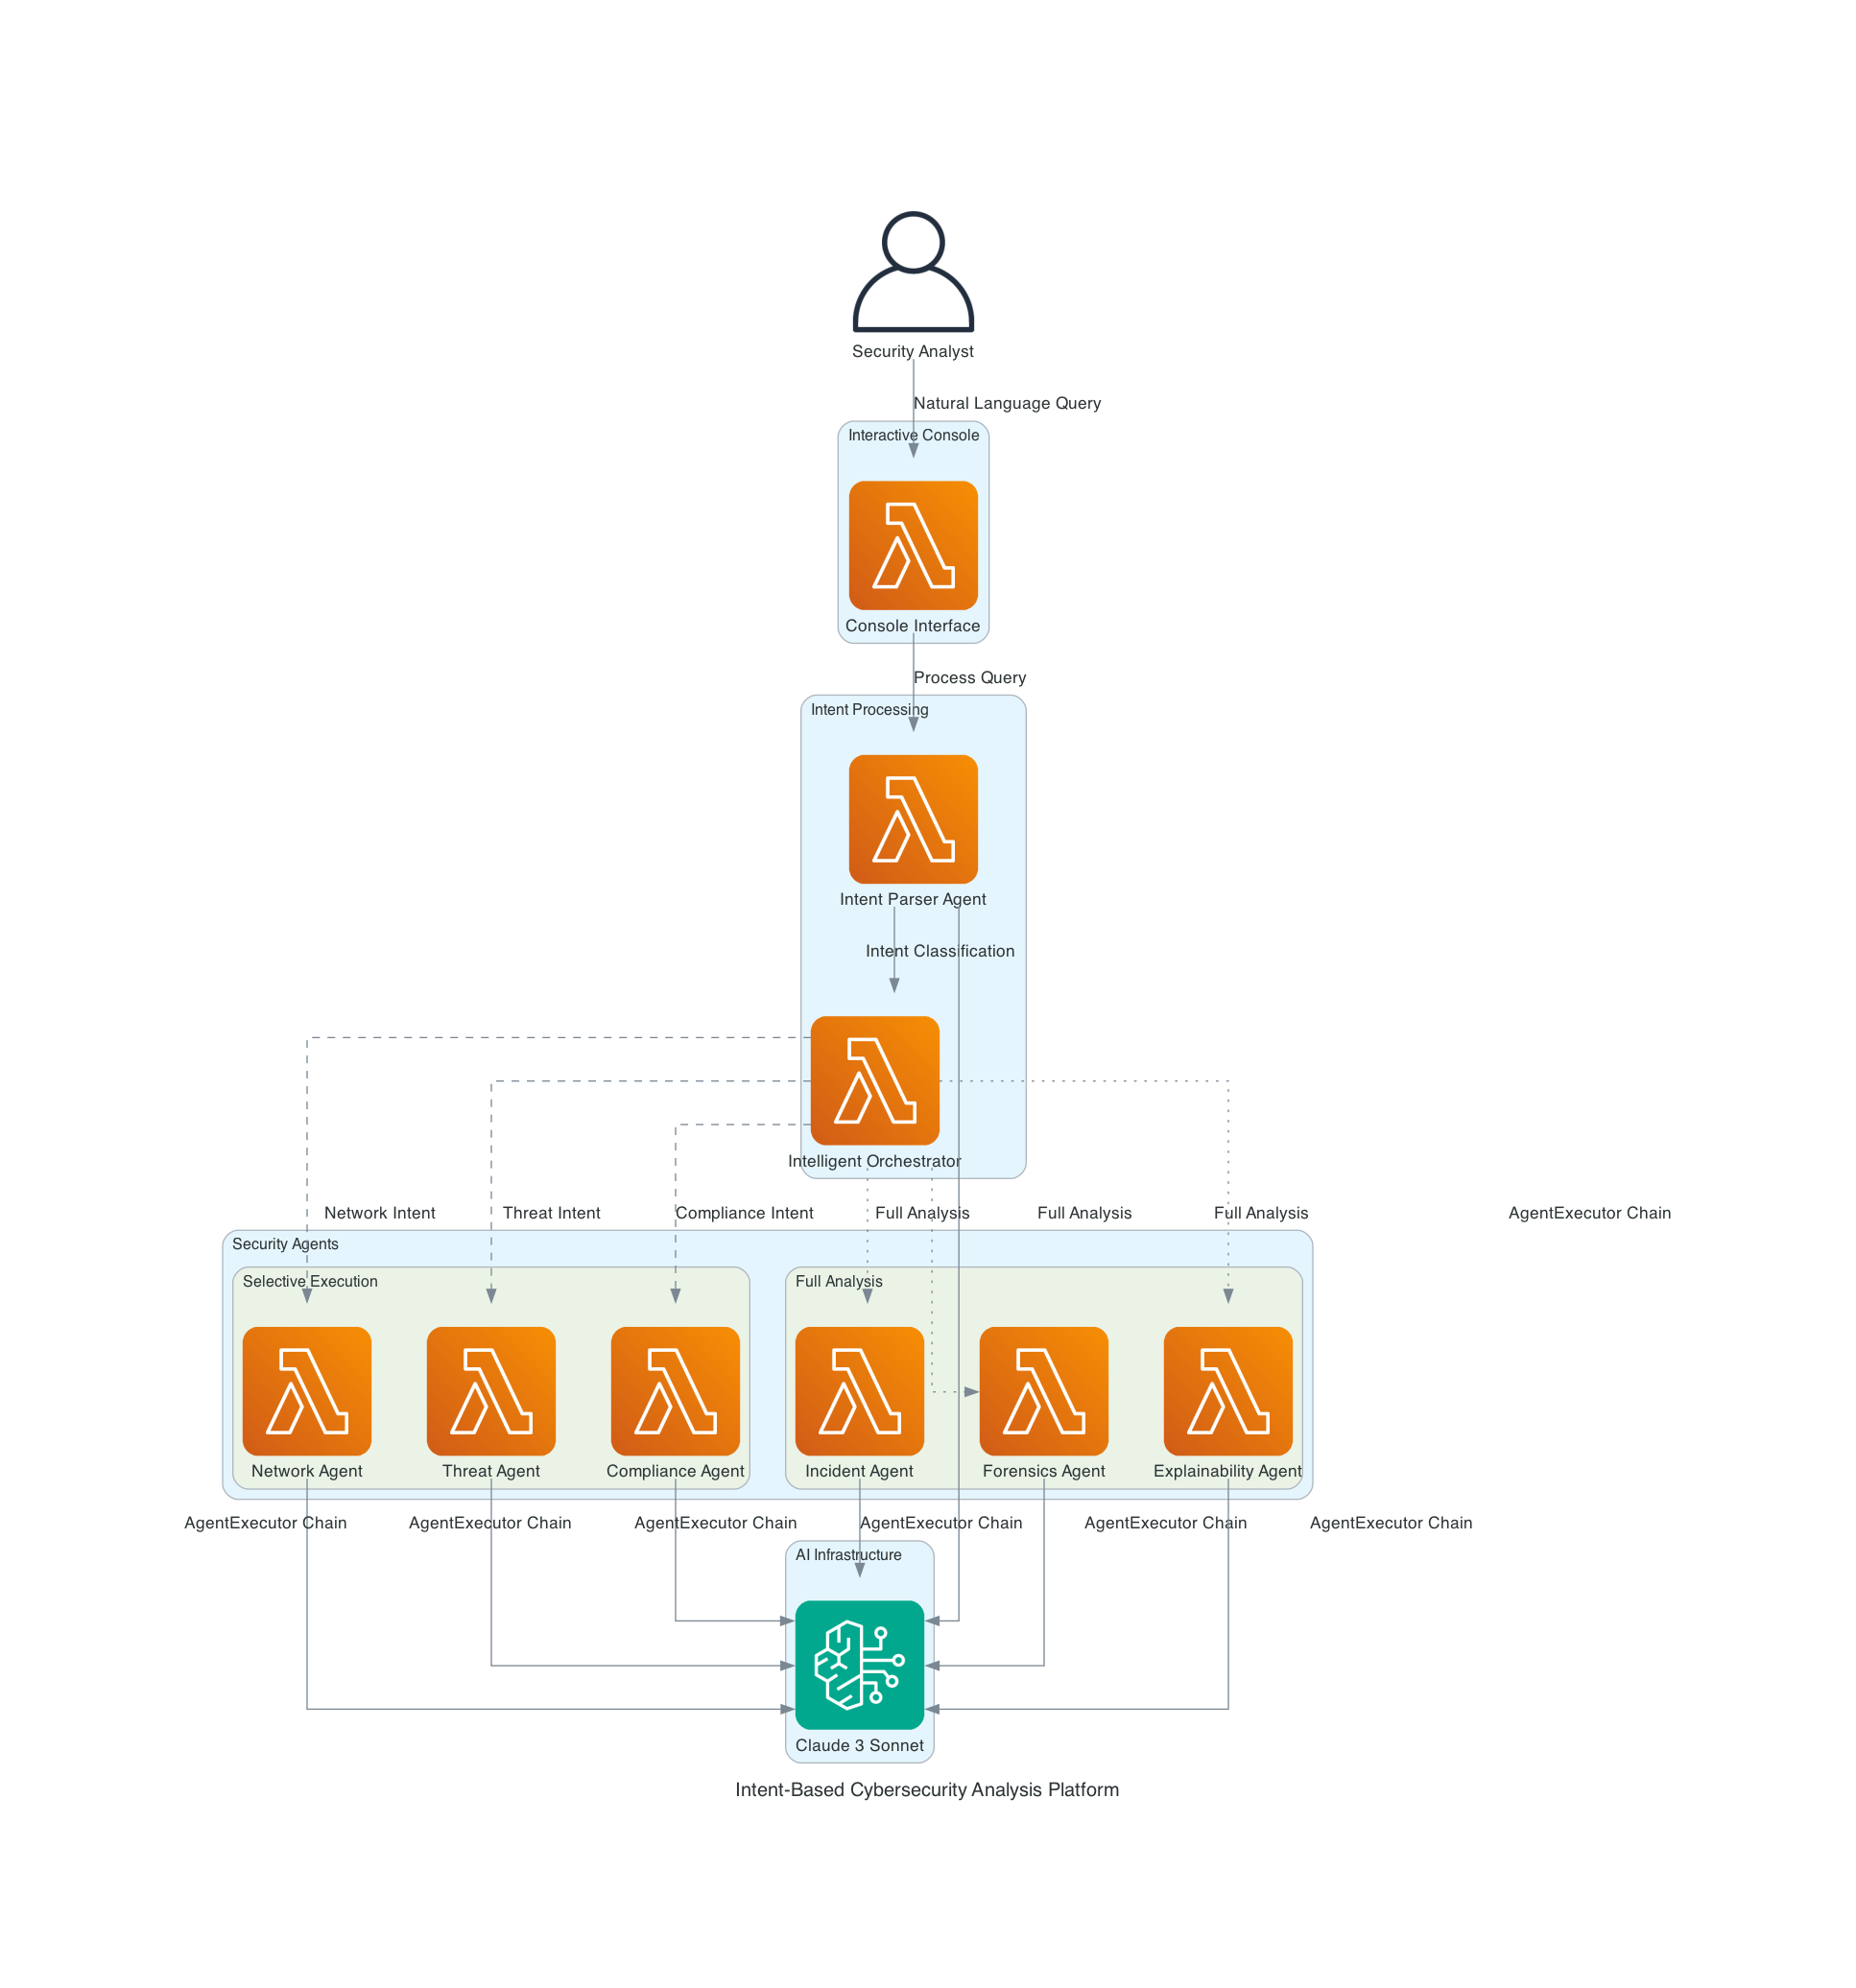 Security Analyst
Natural Language Query
Interactive Console
Console Interface
Process Query
Intent Processing
Intent Parser Agent
Intent Classification
Intelligent Orchestrator
Network Intent
Threat Intent
Compliance Intent
Full Analysis
Full Analysis
Full Analysis
AgentExecutor Chain
Security Agents
Selective Execution
Full Analysis
Network Agent
Threat Agent
Compliance Agent
Incident Agent
Forensics Agent
Explainability Agent
AgentExecutor Chain
AgentExecutor Chain
AgentExecutor Chain
AgentExecutor Chain
AgentExecutor Chain
AgentExecutor Chain
AI Infrastructure
Claude 3 Sonnet
Intent-Based Cybersecurity Analysis Platform